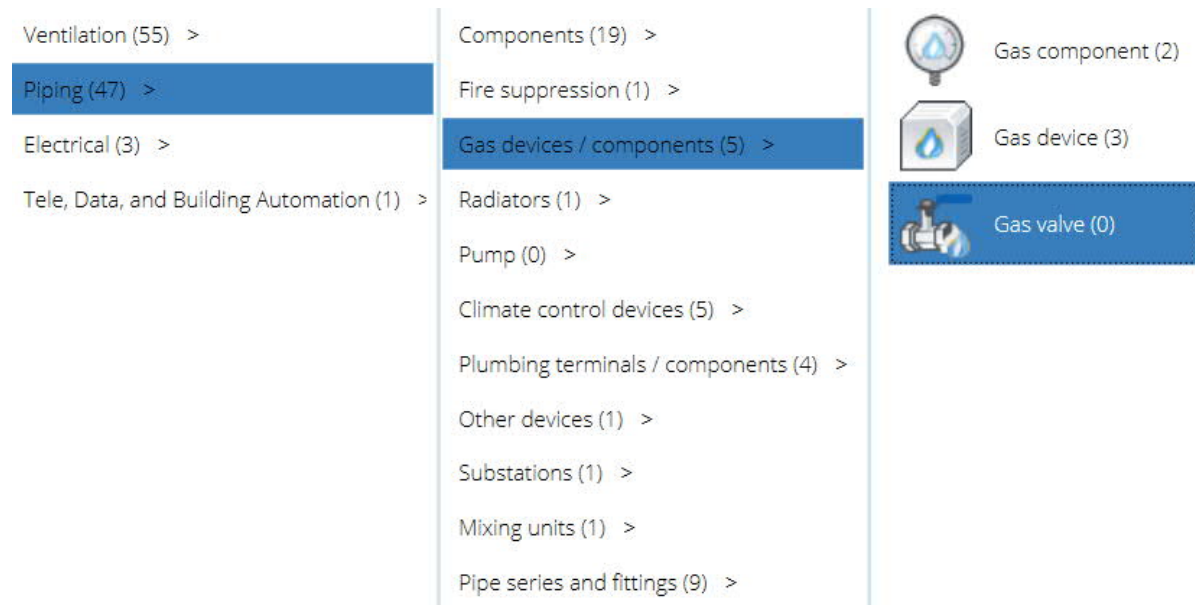 Ventilation (55) >
Piping (47) >
Electrical (3) >
Tele, Data, and Building Automation (1) >
Components (19) >
Fire suppression (1) >
Gas devices / components (5) >
Radiators (1) >
Pump (0) >
Climate control devices (5) >
Plumbing terminals / components (4) >
Other devices (1) >
Substations (1) >
Mixing units (1) >
Pipe series and fittings (9) >
Gas component (2)
Gas device (3)
Gas valve (0)